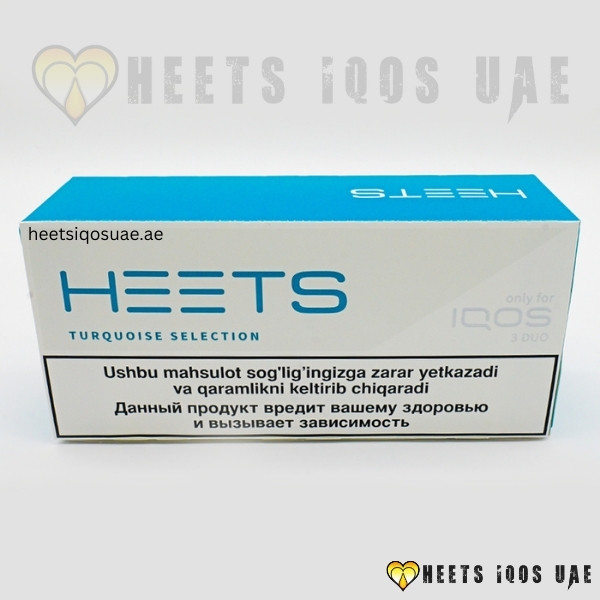 HEETS iQOS UAE
HEETS
heetsiqosuae.ae
HEETS
TURQUOISE SELECTION
only for
IQOS
3 DUO
Ushbu mahsulot sog'lig'ingizga zarar yetkazadi
va qaramlikni keltirib chiqaradi
Данный продукт вредит вашему здоровью
и вызывает зависимость
HEETS iQOS UAE